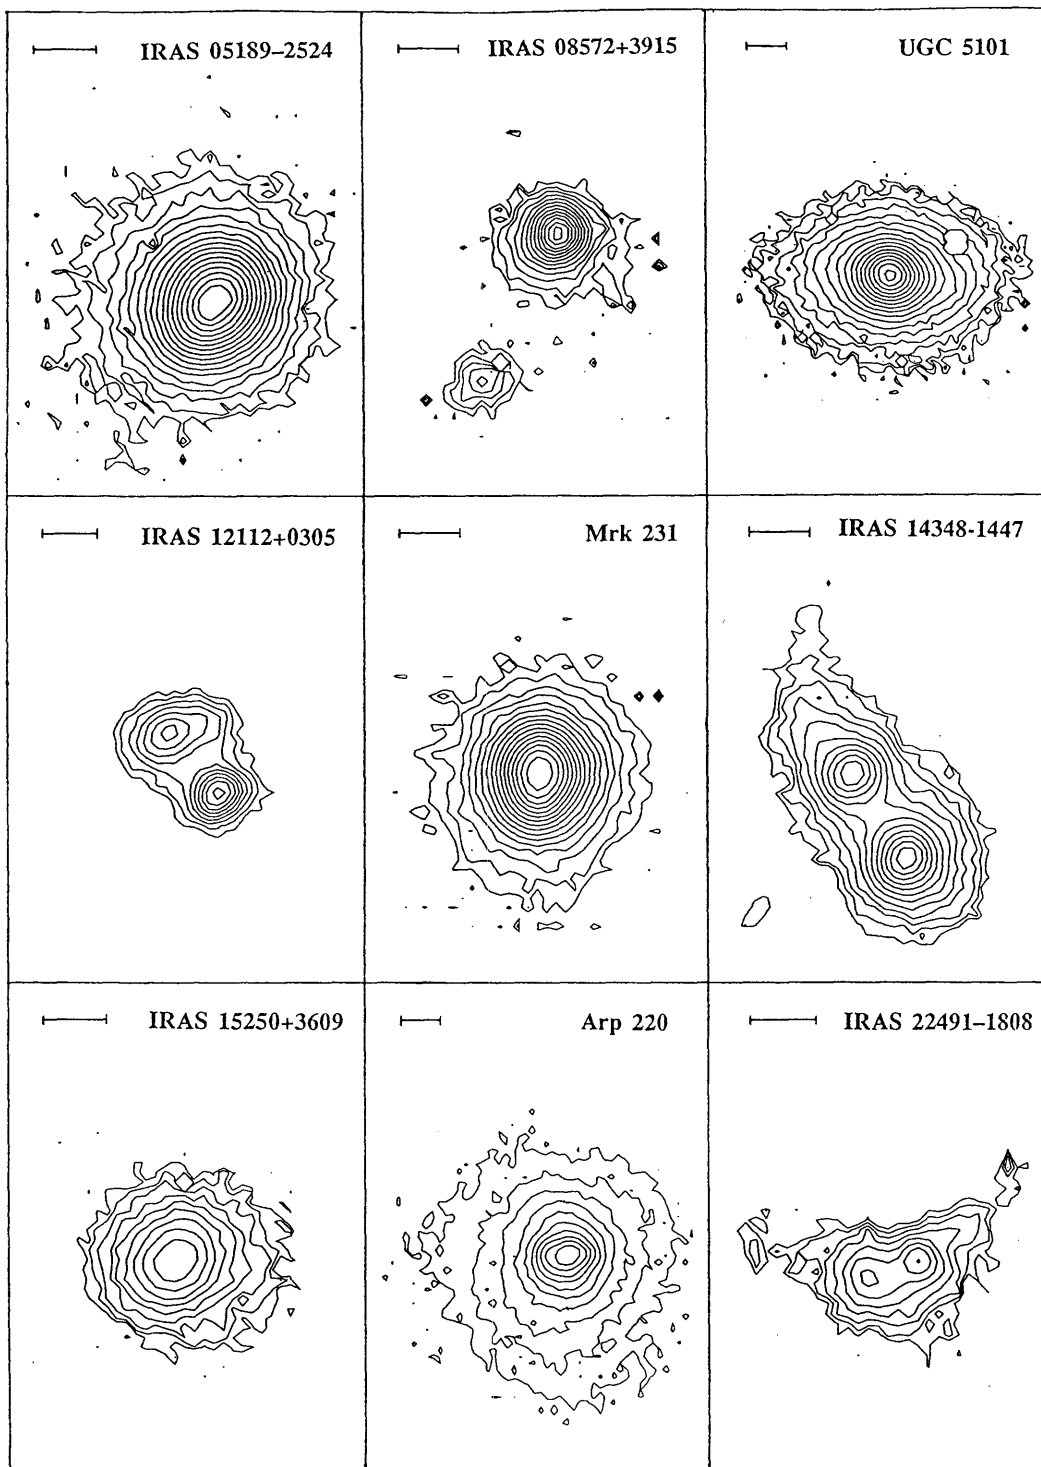 IRAS 05189–2524
IRAS 08572+3915
UGC 5101
IRAS 12112+0305
Mrk 231
IRAS 14348-1447
IRAS 15250+3609
Arp 220
IRAS 22491–1808